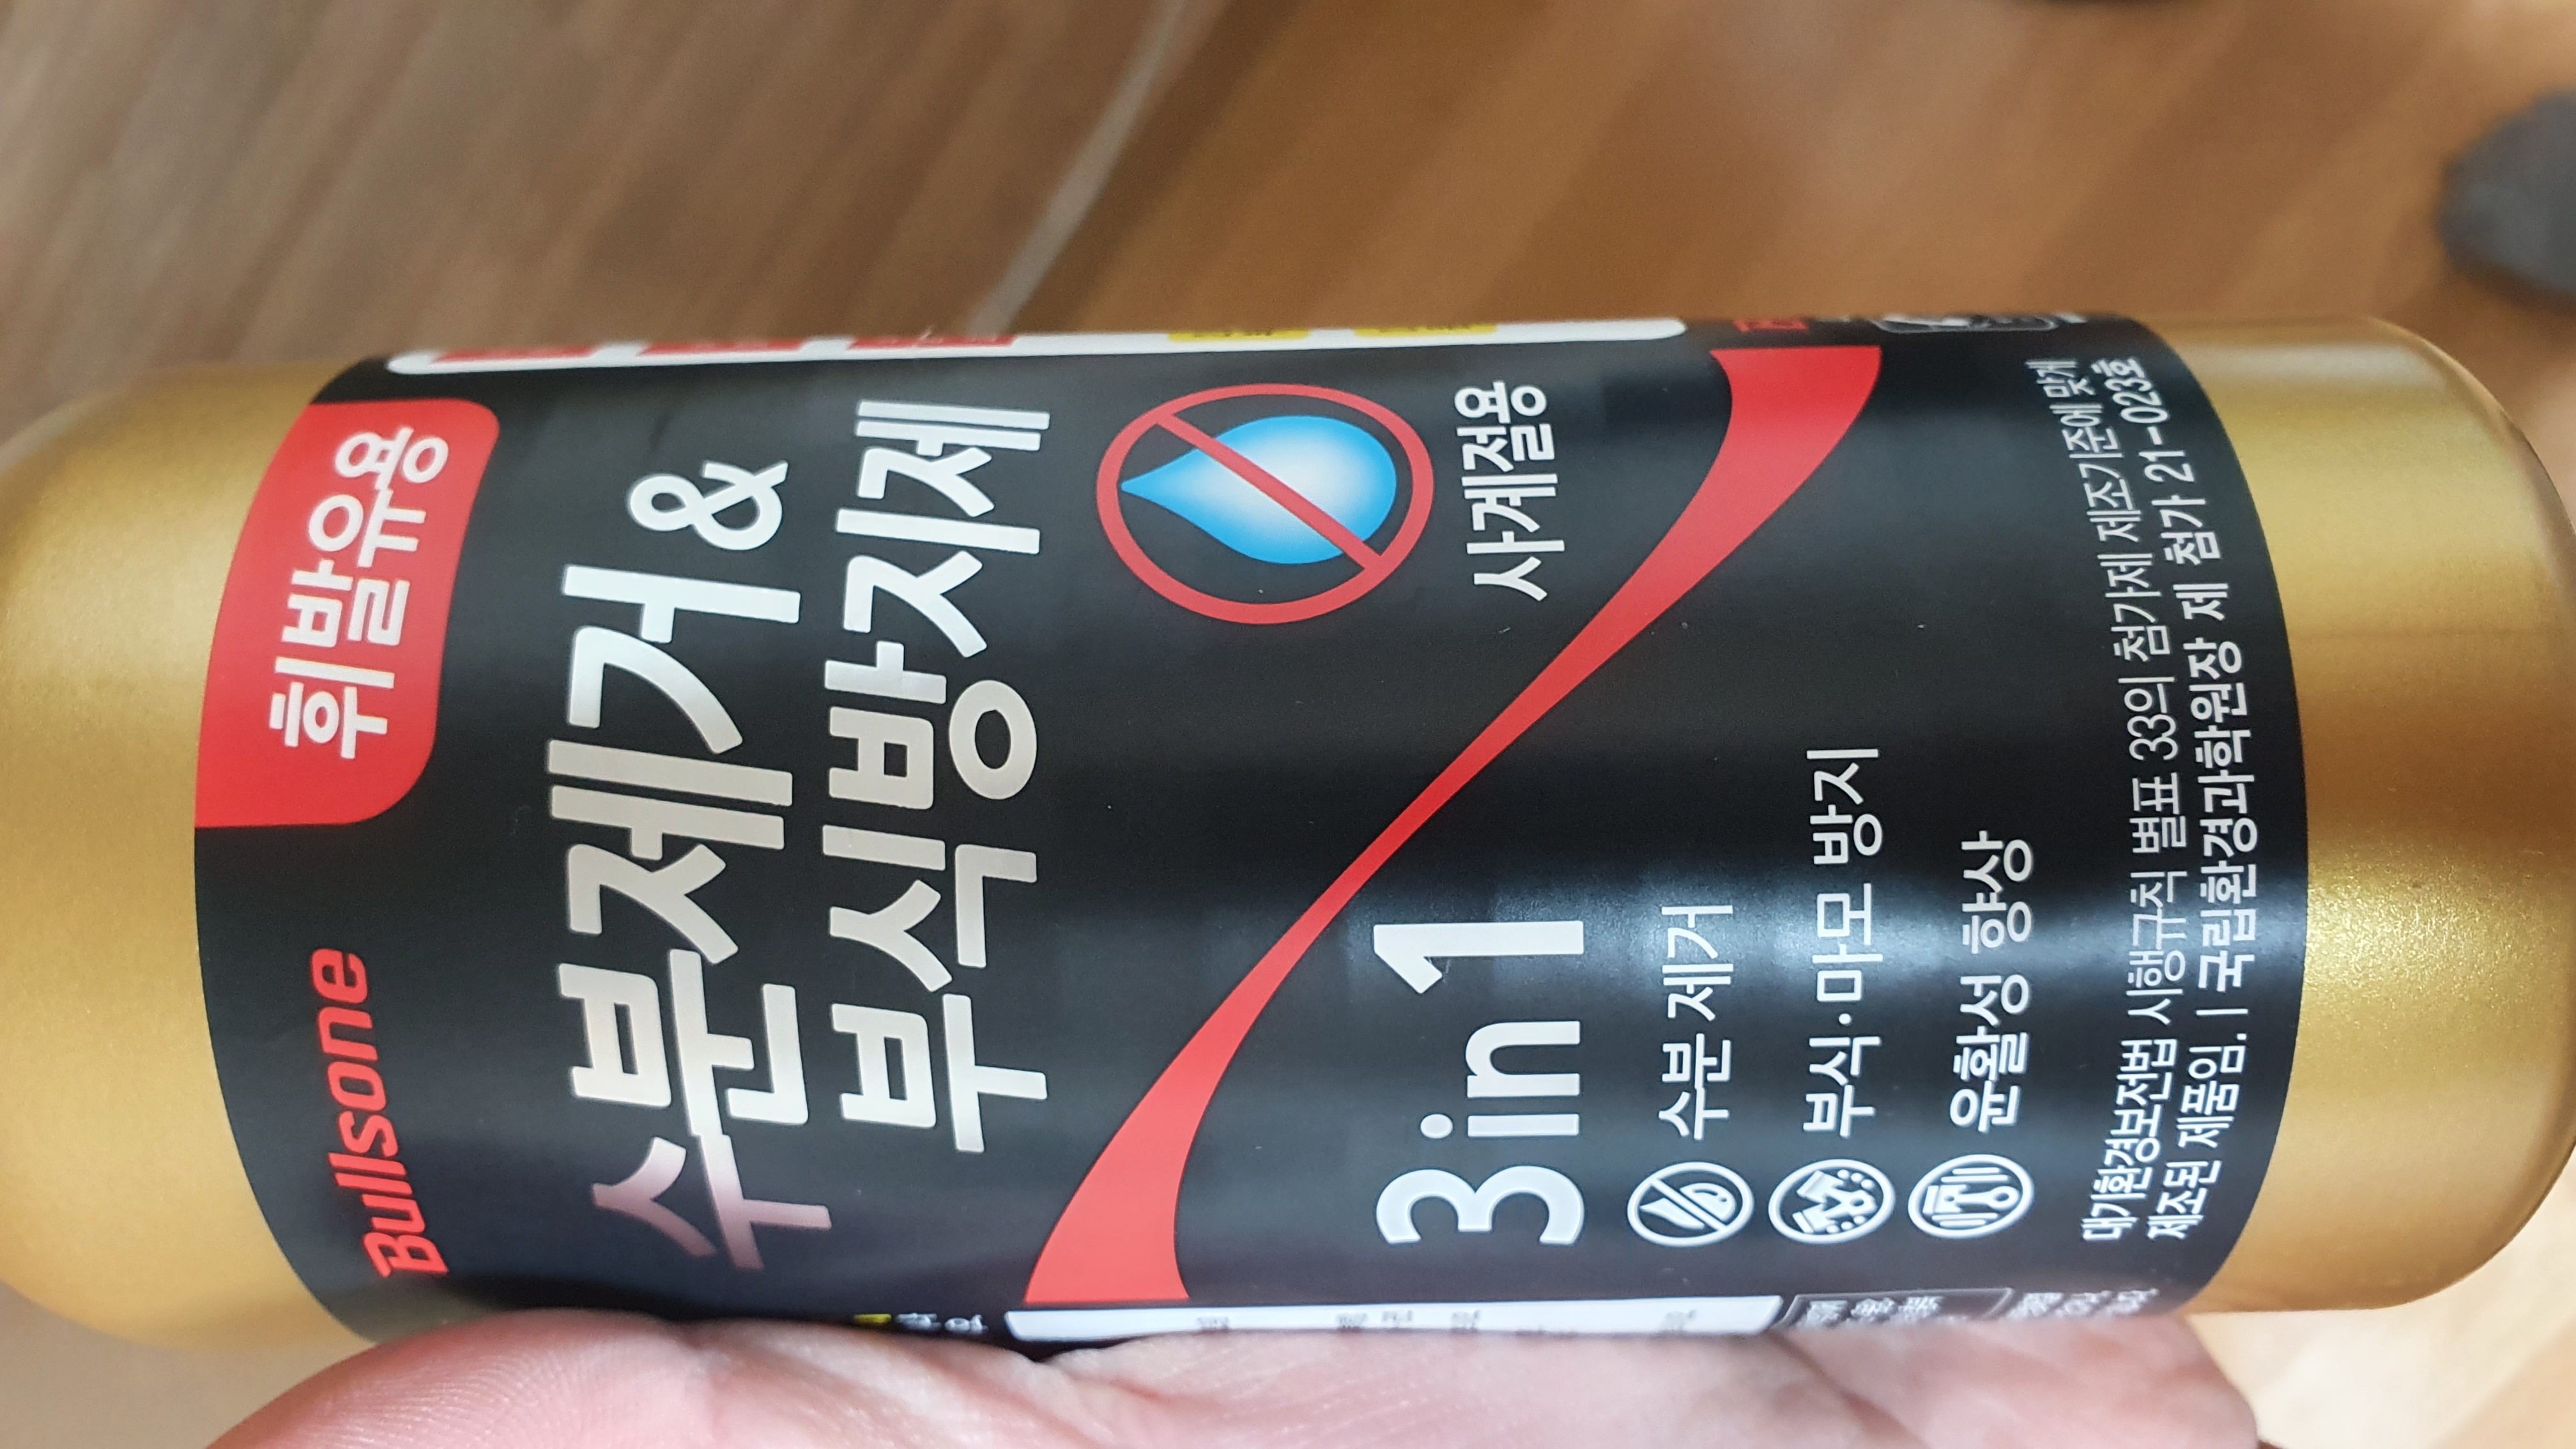 Bullsone
휘발유용
수분제거 &
부식방지제
사계절용
3 in 1
수분 제거
부식·마모 방지
윤활성 향상
대기환경보전법 시행규칙 별표 33의 첨가제 제조기준에 맞게
제조된 제품임. | 국립환경과학원장 제 첨가 21-023호